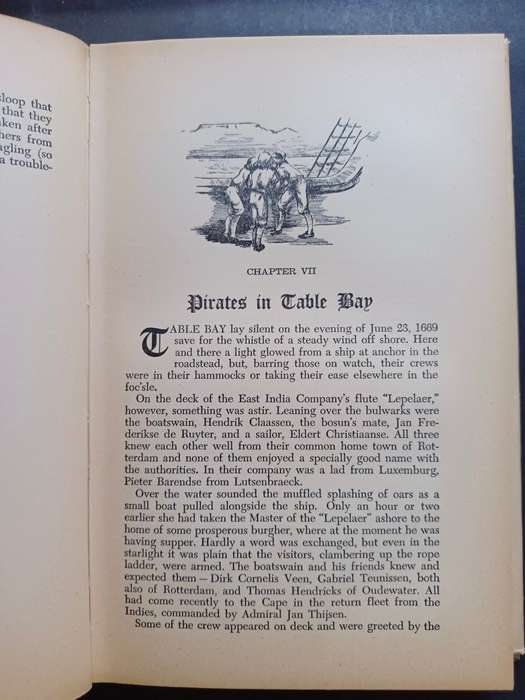 sloop that
that they
ken after
hers from
agling (so
a trouble-
CHAPTER VII
Pirates in Table Bay
TABLE BAY lay silent on the evening of June 23, 1669
save for the whistle of a steady wind off shore. Here
and there a light glowed from a ship at anchor in the
roadstead, but, barring those on watch, their crews
were in their hammocks or taking their ease elsewhere in the
foc'sle.
On the deck of the East India Company's flute "Lepelaer,"
however, something was astir. Leaning over the bulwarks were
the boatswain, Hendrik Claassen, the bosun's mate, Jan Fre-
derikse de Ruyter, and a sailor, Eldert Christiaanse. All three
knew each other well from their common home town of Rot-
terdam and none of them enjoyed a specially good name with
the authorities. In their company was a lad from Luxemburg,
Pieter Barendse from Lutsenbraeck.
Over the water sounded the muffled splashing of oars as a
small boat pulled alongside the ship. Only an hour or two
earlier she had taken the Master of the "Lepelaer" ashore to the
home of some prosperous burgher, where at the moment he was
having supper. Hardly a word was exchanged, but even in the
starlight it was plain that the visitors, clambering up the rope
ladder, were armed. The boatswain and his friends knew and
expected them — Dirk Cornelis Veen, Gabriel Teunissen, both
also of Rotterdam, and Thomas Hendricks of Oudewater. All
had come recently to the Cape in the return fleet from the
Indies, commanded by Admiral Jan Thijsen.
Some of the crew appeared on deck and were greeted by the